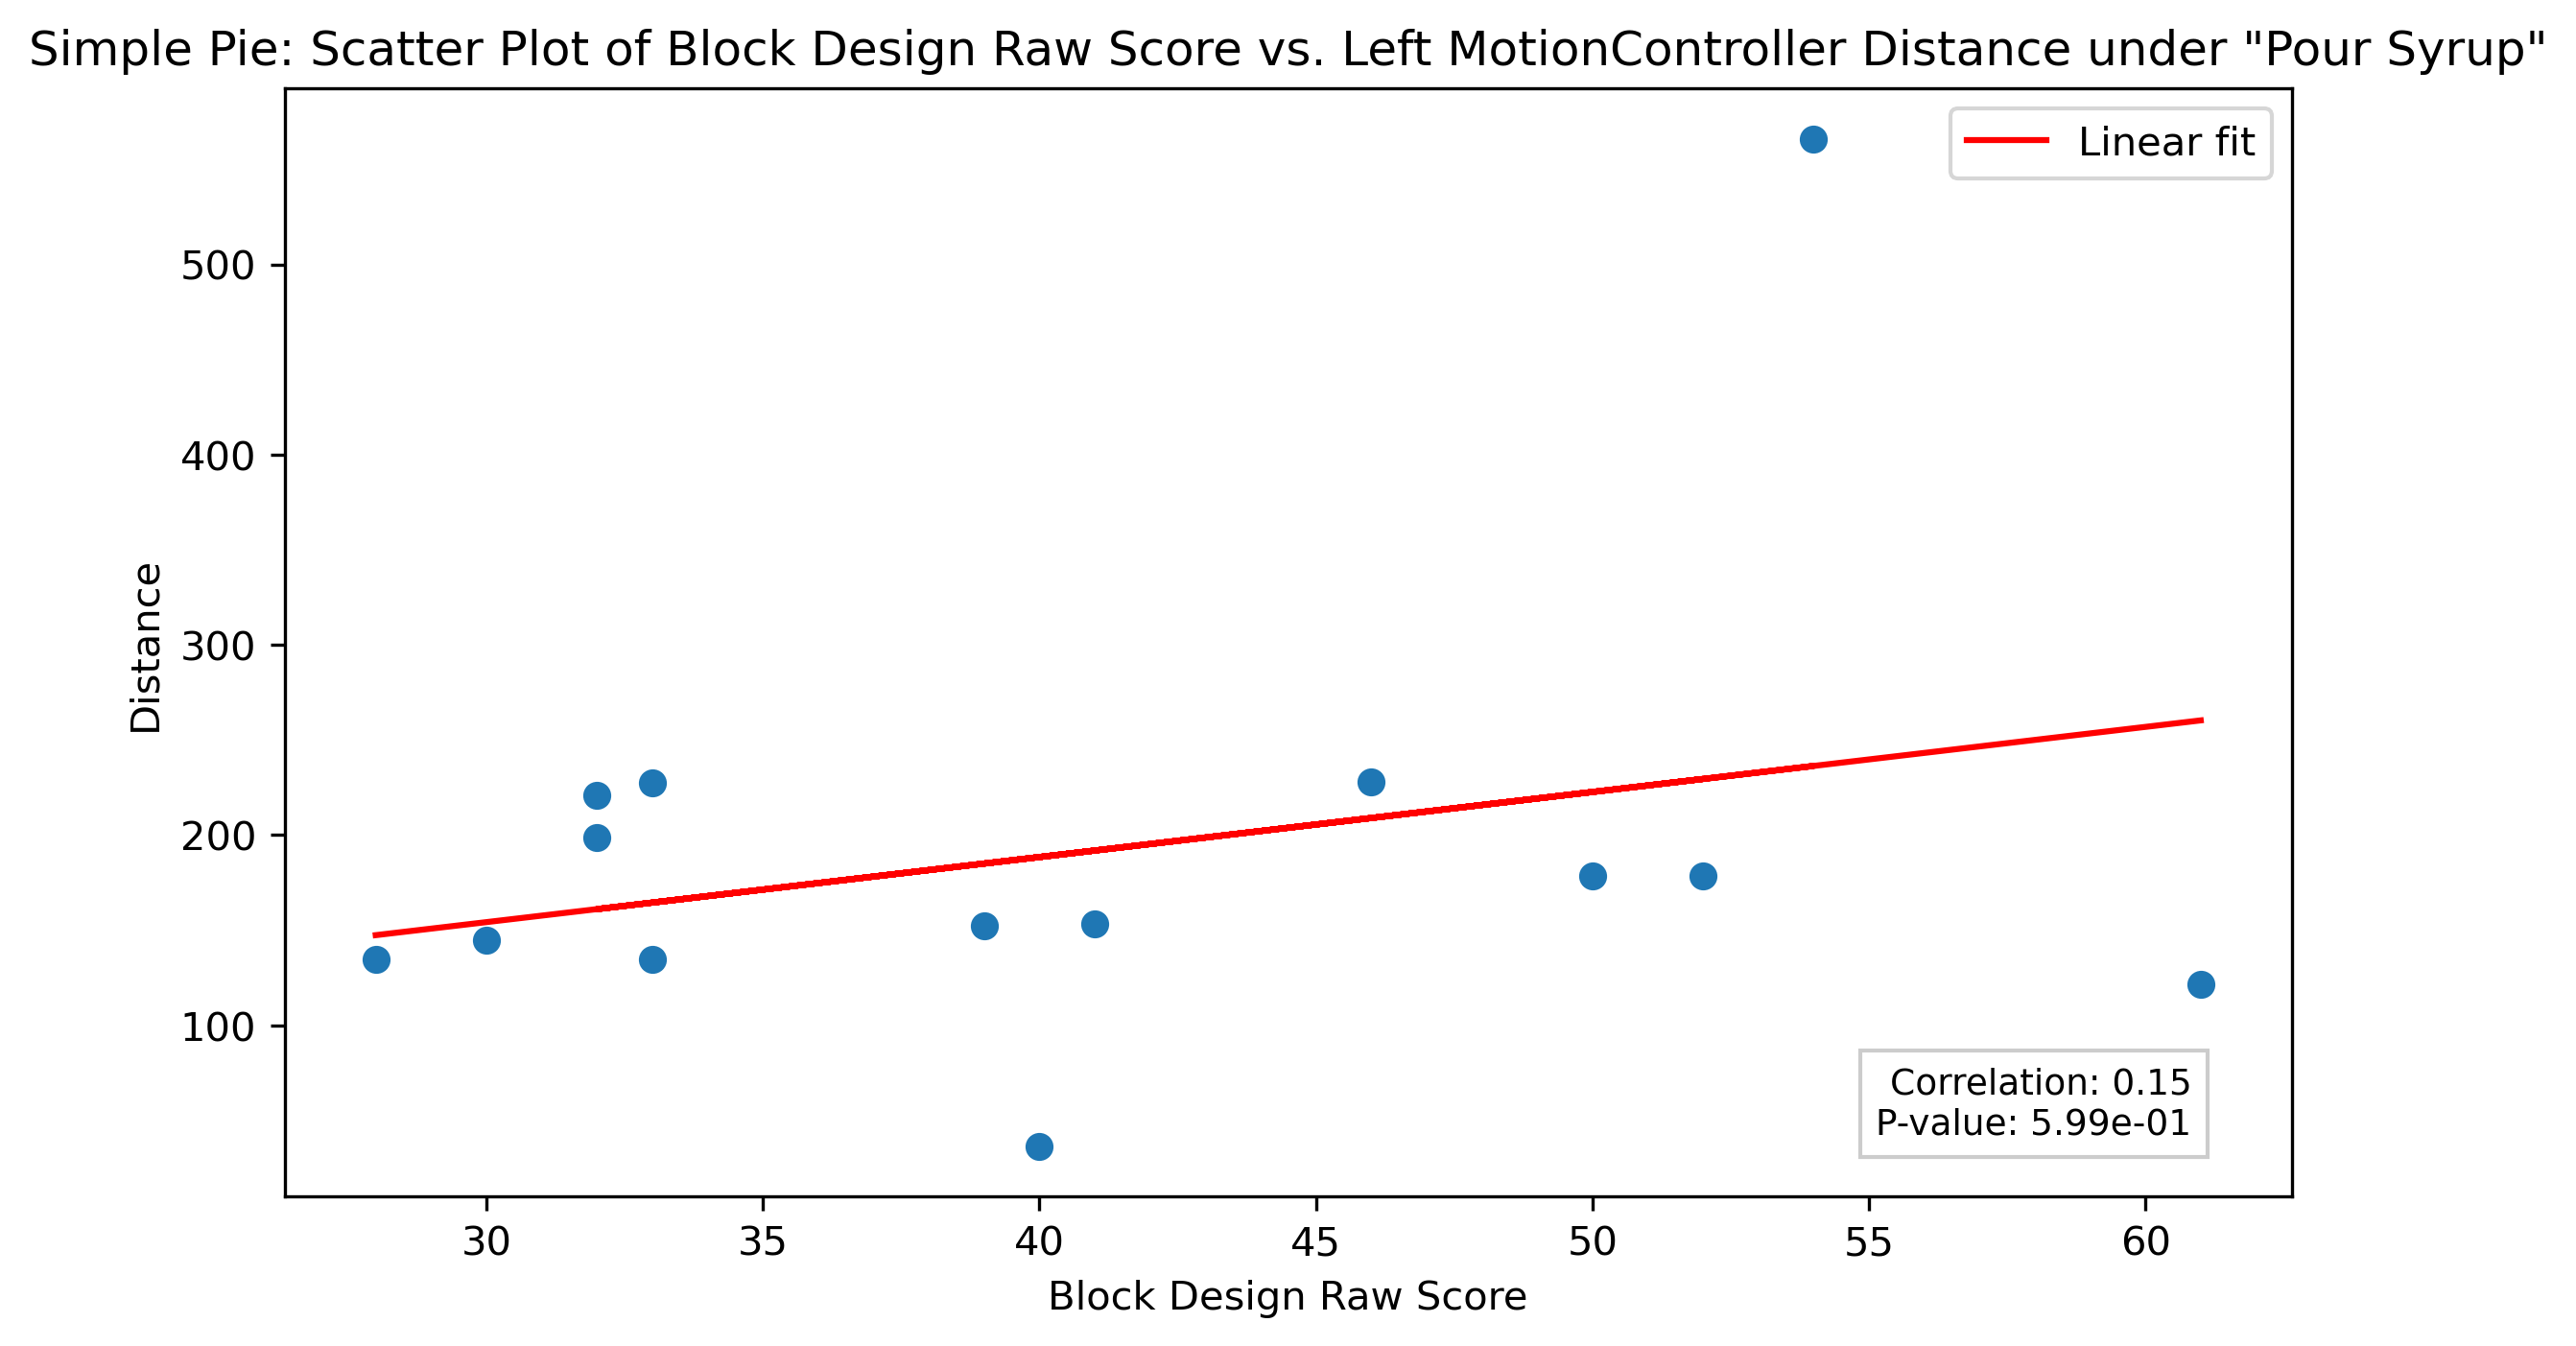 Simple Pie: Scatter Plot of Block Design Raw Score vs. Left MotionController Distance under "Pour Syrup"
Linear fit
500
400
300
200
100
Distance
Correlation: 0.15
P-value: 5.99e-01
30 35 40 45 50 55 60
Block Design Raw Score